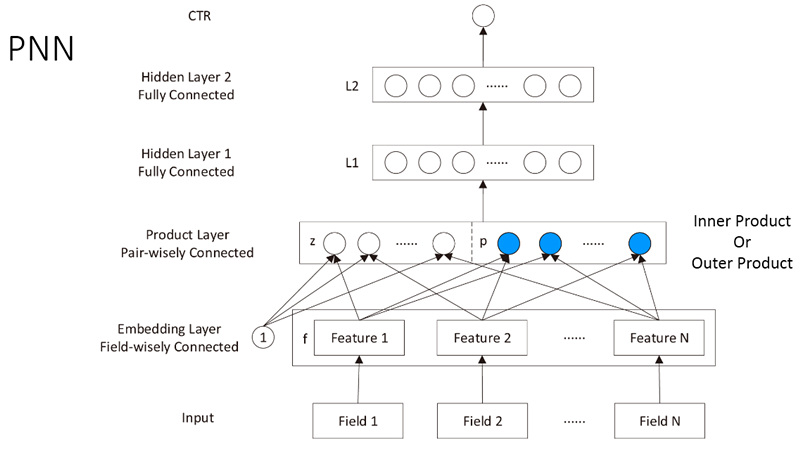 CTR
PNN
Hidden Layer 2
Fully Connected
L2
......
Hidden Layer 1
Fully Connected
L1
......
Product Layer
Pair-wisely Connected
z
......
p
......
Inner Product
Or
Outer Product
Embedding Layer
Field-wisely Connected
1
f
Feature 1
Feature 2
......
Feature N
Input
Field 1
Field 2
......
Field N